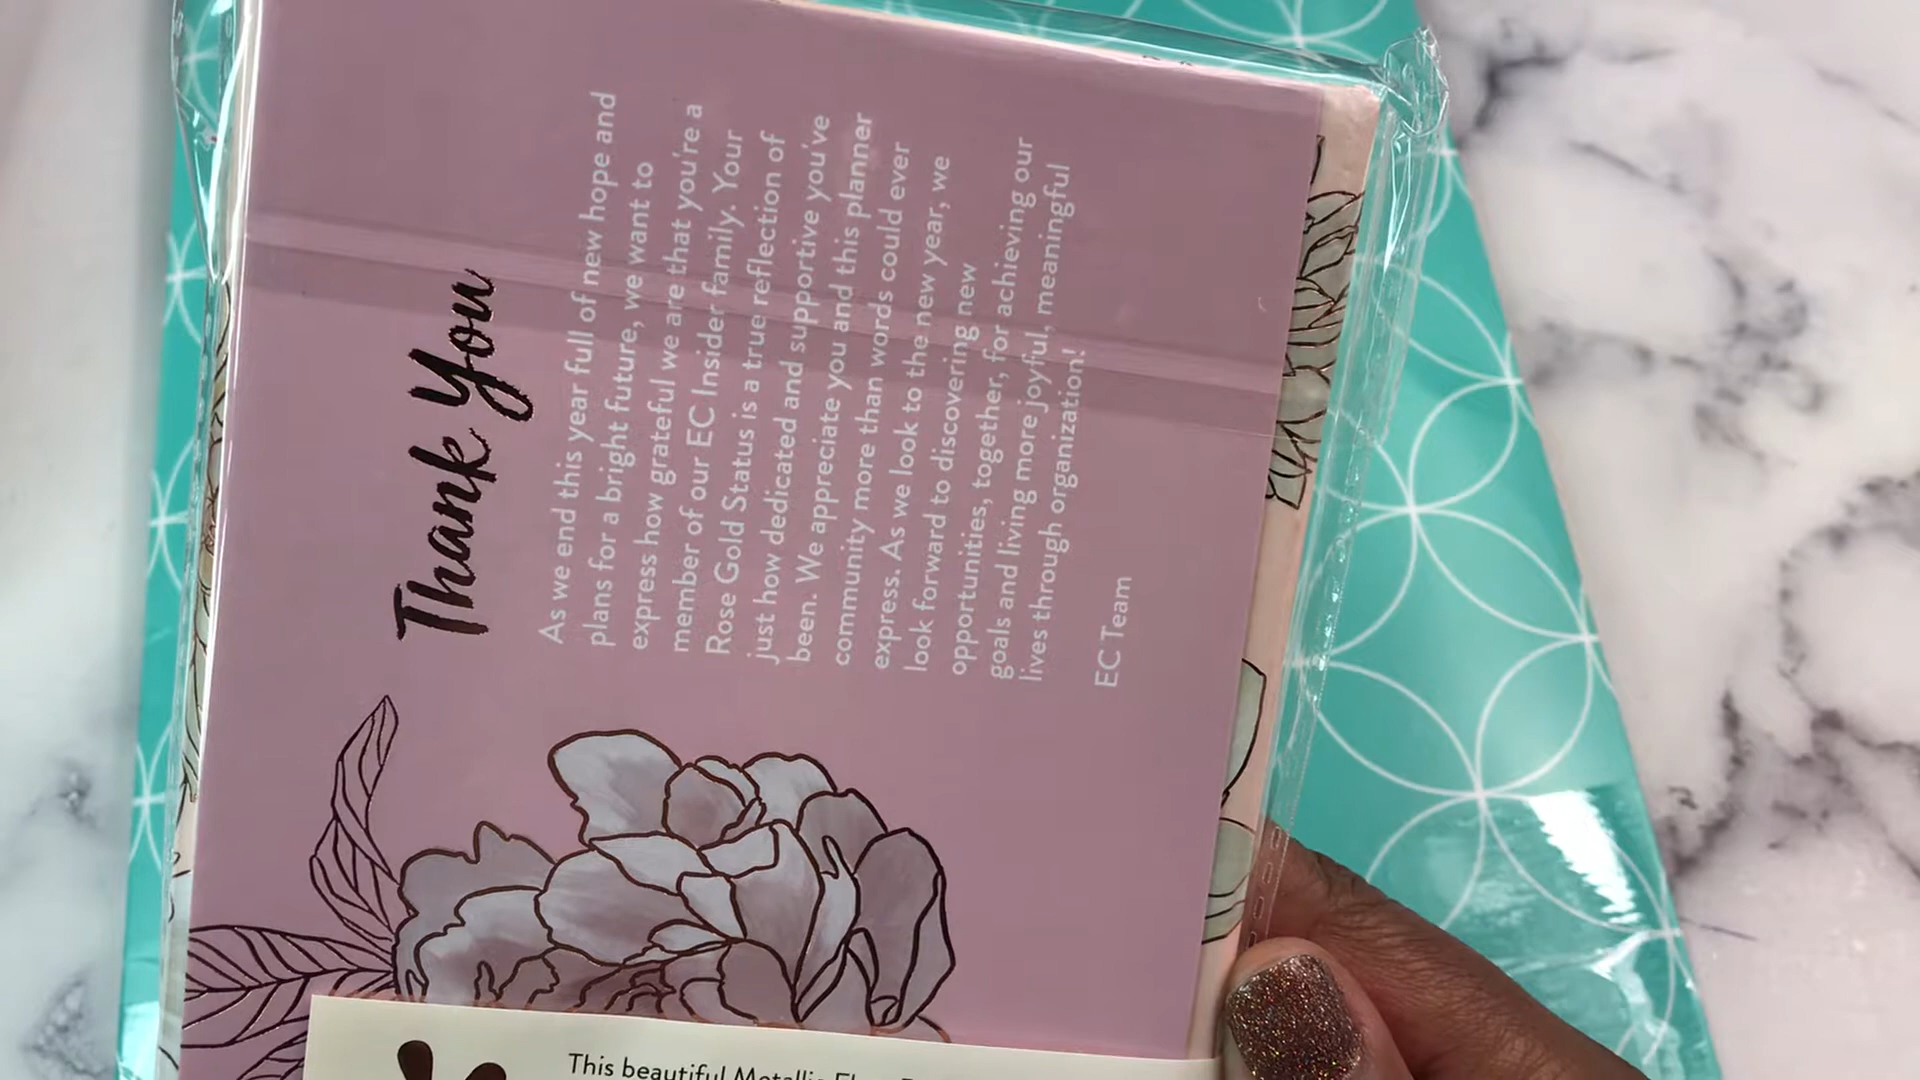 Thank You
As we end this year full of new hope and
plans for a bright future, we want to
express how grateful we are that you're a
member of our EC Insider family. Your
Rose Gold Status is a true reflection of
just how dedicated and supportive you've
been. We appreciate you and this planner
community more than words could ever
express. As we look to the new year, we
look forward to discovering new
opportunities, together, for achieving our
goals and living more joyful, meaningful
lives through organization!
EC Team
This beautiful Metallic